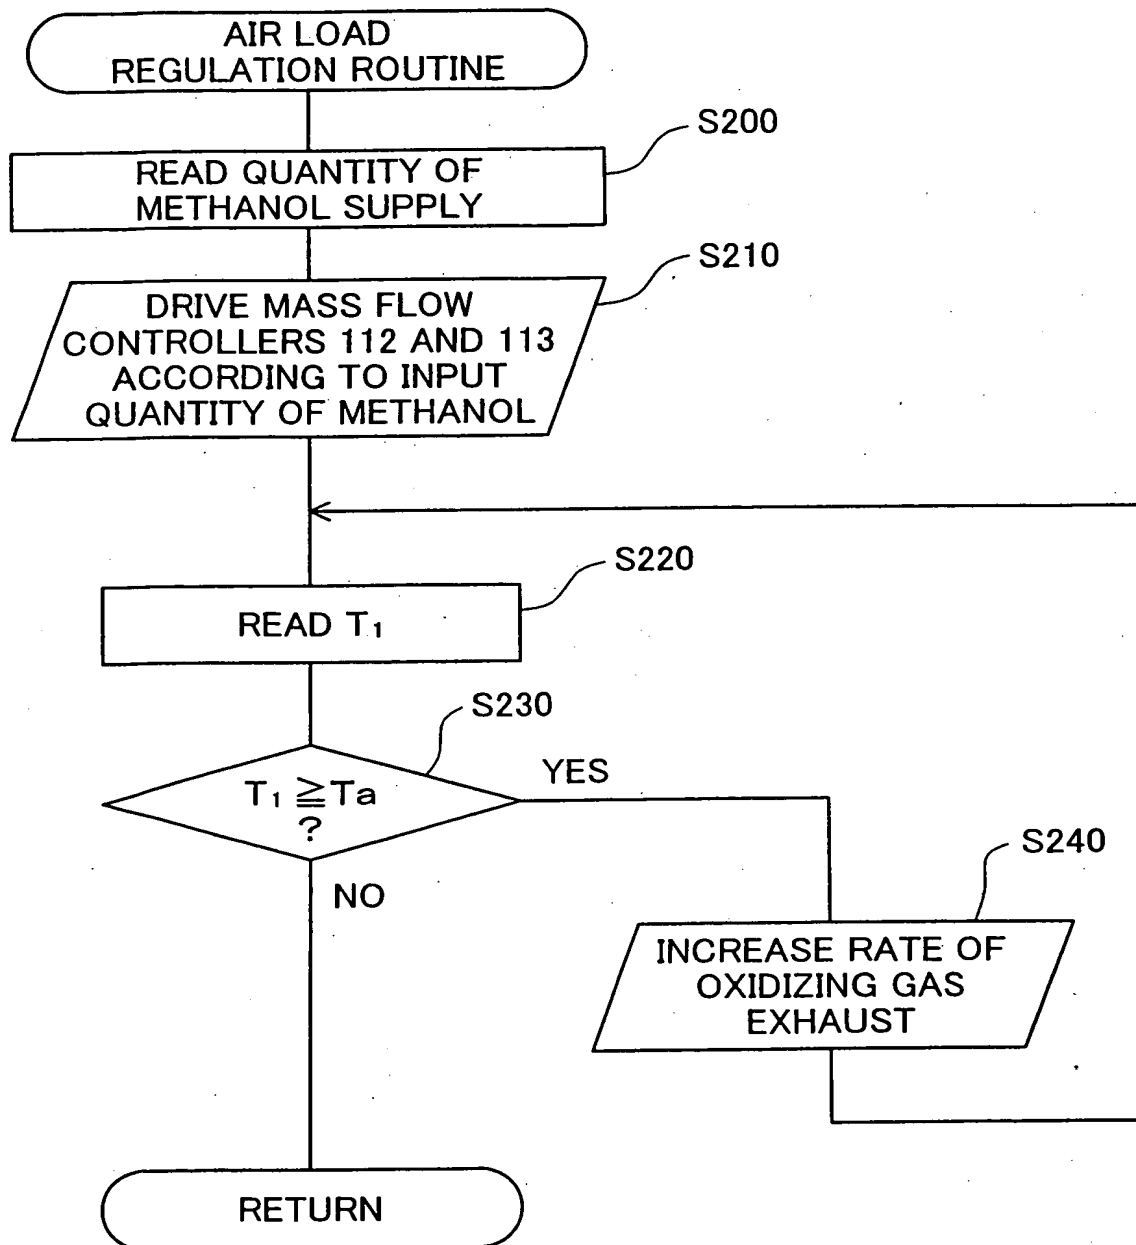 AIR LOAD
REGULATION ROUTINE
S200
READ QUANTITY OF
METHANOL SUPPLY
S210
DRIVE MASS FLOW
CONTROLLERS 112 AND 113
ACCORDING TO INPUT
QUANTITY OF METHANOL
S220
READ T₁
S230
T₁ ≧ Ta
?
YES
NO
S240
INCREASE RATE OF
OXIDIZING GAS
EXHAUST
RETURN